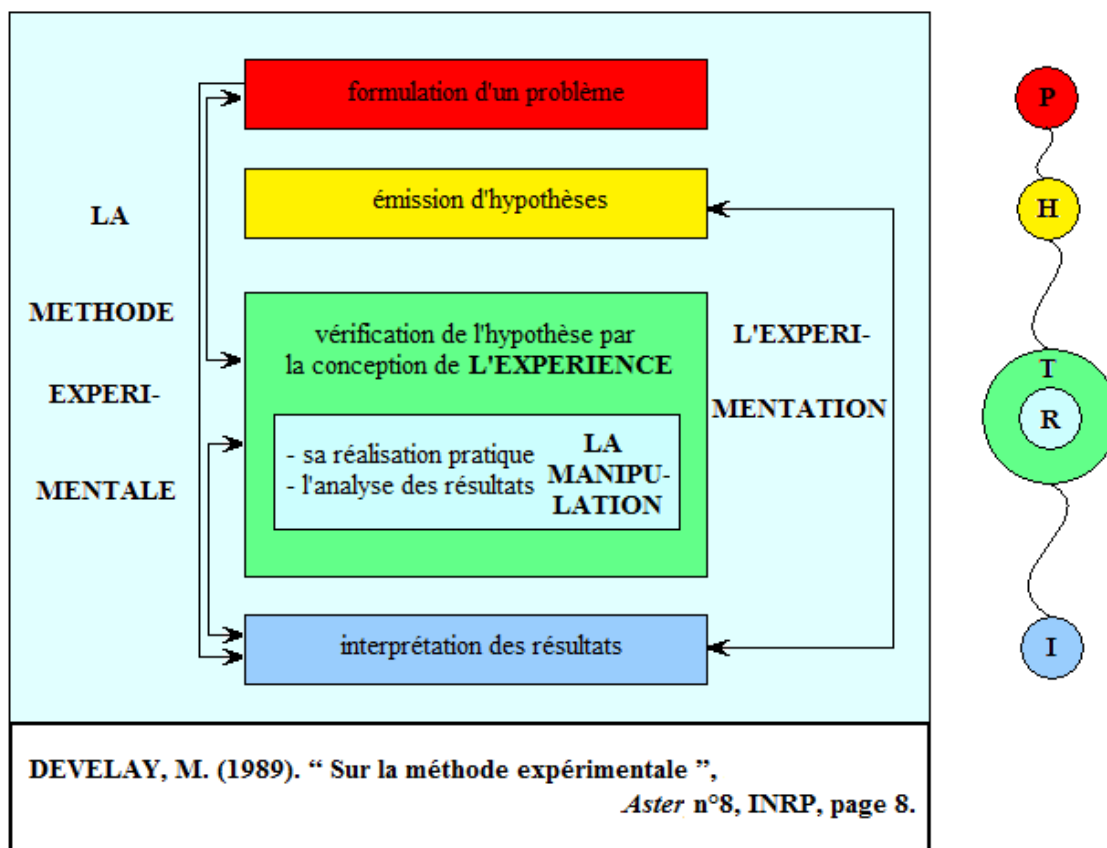 formulation d'un problème
émission d'hypothèses
LA
METHODE
EXPERI-
MENTALE
vérification de l'hypothèse par
la conception de L'EXPERIENCE
- sa réalisation pratique
- l'analyse des résultats
LA
MANIPU-
LATION
L'EXPERI-
MENTATION
interprétation des résultats
P
H
T
R
I
DEVELAY, M. (1989). “ Sur la méthode expérimentale ”,
Aster n°8, INRP, page 8.